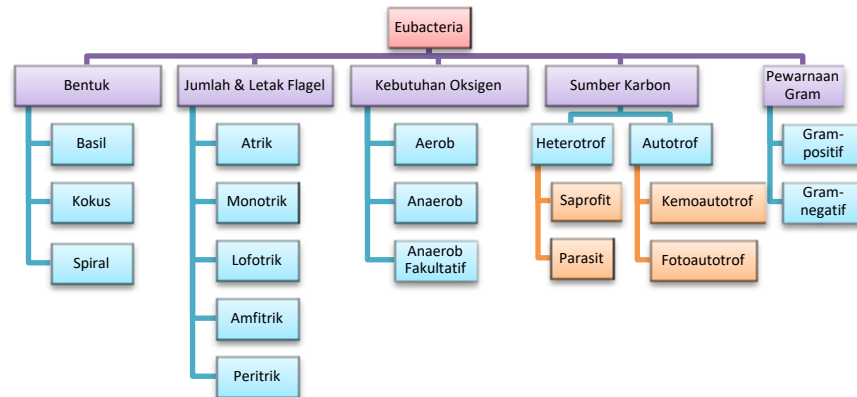 Eubacteria
Bentuk
Jumlah & Letak Flagel
Kebutuhan Oksigen
Sumber Karbon
Pewarnaan
Gram
Basil
Kokus
Spiral
Atrik
Monotrik
Lofotrik
Amfitrik
Peritrik
Aerob
Anaerob
Anaerob
Fakultatif
Heterotrof
Saprofit
Parasit
Autotrof
Kemoautotrof
Fotoautotrof
Gram-
positif
Gram-
negatif